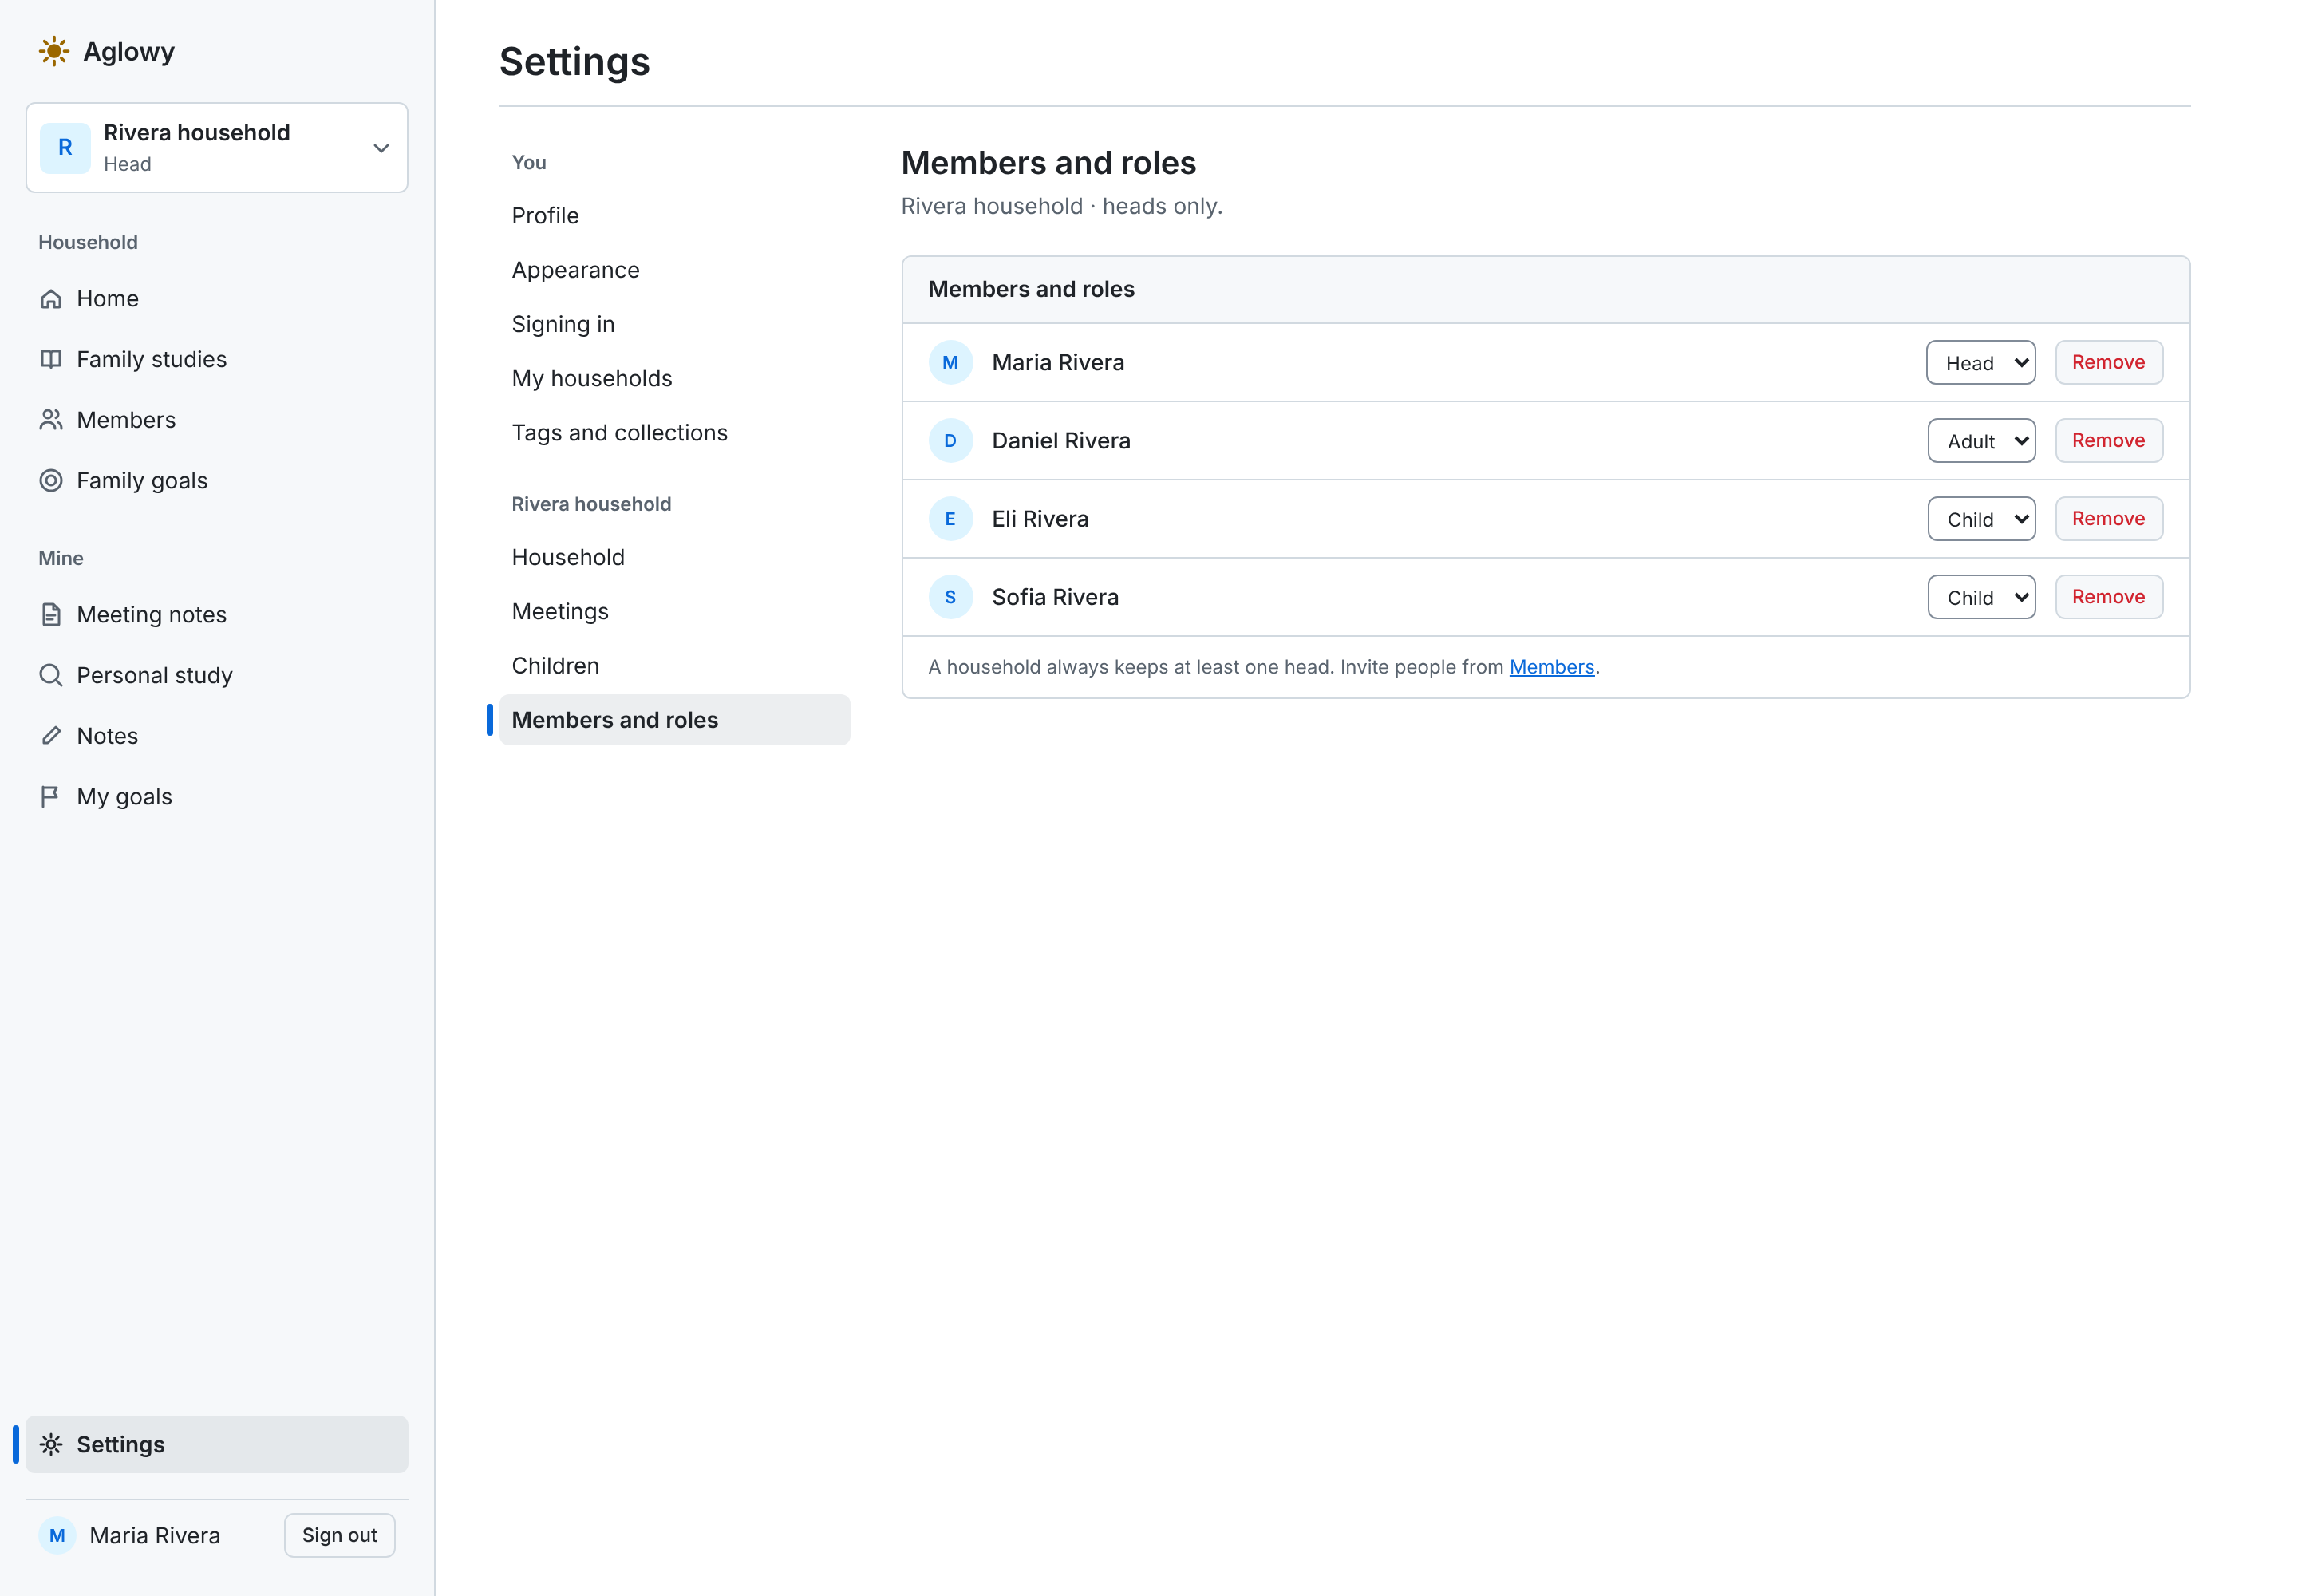 Aglowy
R
Rivera household
Head
Household
Home
Family studies
Members
Family goals
Mine
Meeting notes
Personal study
Notes
My goals
Settings
M
Maria Rivera
Sign out
Settings
You
Profile
Appearance
Signing in
My households
Tags and collections
Rivera household
Household
Meetings
Children
Members and roles
Members and roles
Rivera household · heads only.
Members and roles
M Maria Rivera Head Remove
D Daniel Rivera Adult Remove
E Eli Rivera Child Remove
S Sofia Rivera Child Remove
A household always keeps at least one head. Invite people from Members.